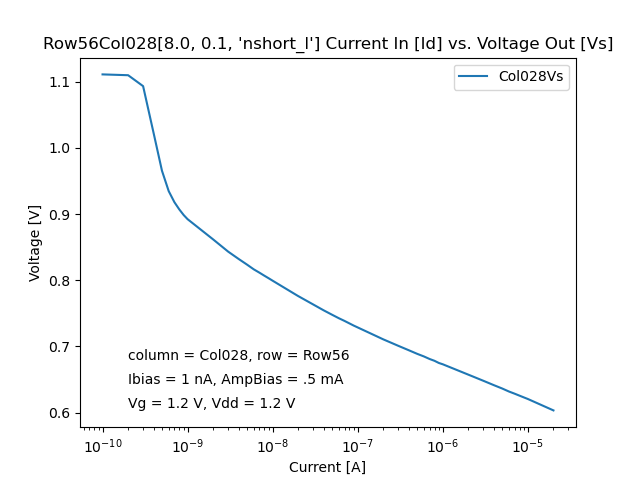 Row56Col028[8.0, 0.1, 'nshort_l'] Current In [Id] vs. Voltage Out [Vs]
Col028Vs
1.1
1.0
0.9
0.8
0.7
0.6
Voltage [V]
column = Col028, row = Row56
Ibias = 1 nA, AmpBias = .5 mA
Vg = 1.2 V, Vdd = 1.2 V
10⁻¹⁰ 10⁻⁹ 10⁻⁸ 10⁻⁷ 10⁻⁶ 10⁻⁵
Current [A]